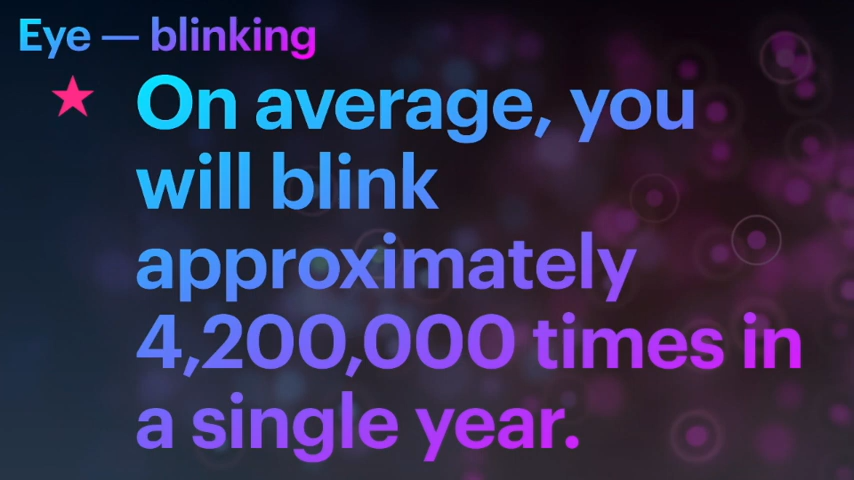 Eye — blinking
On average, you
will blink
approximately
4,200,000 times in
a single year.